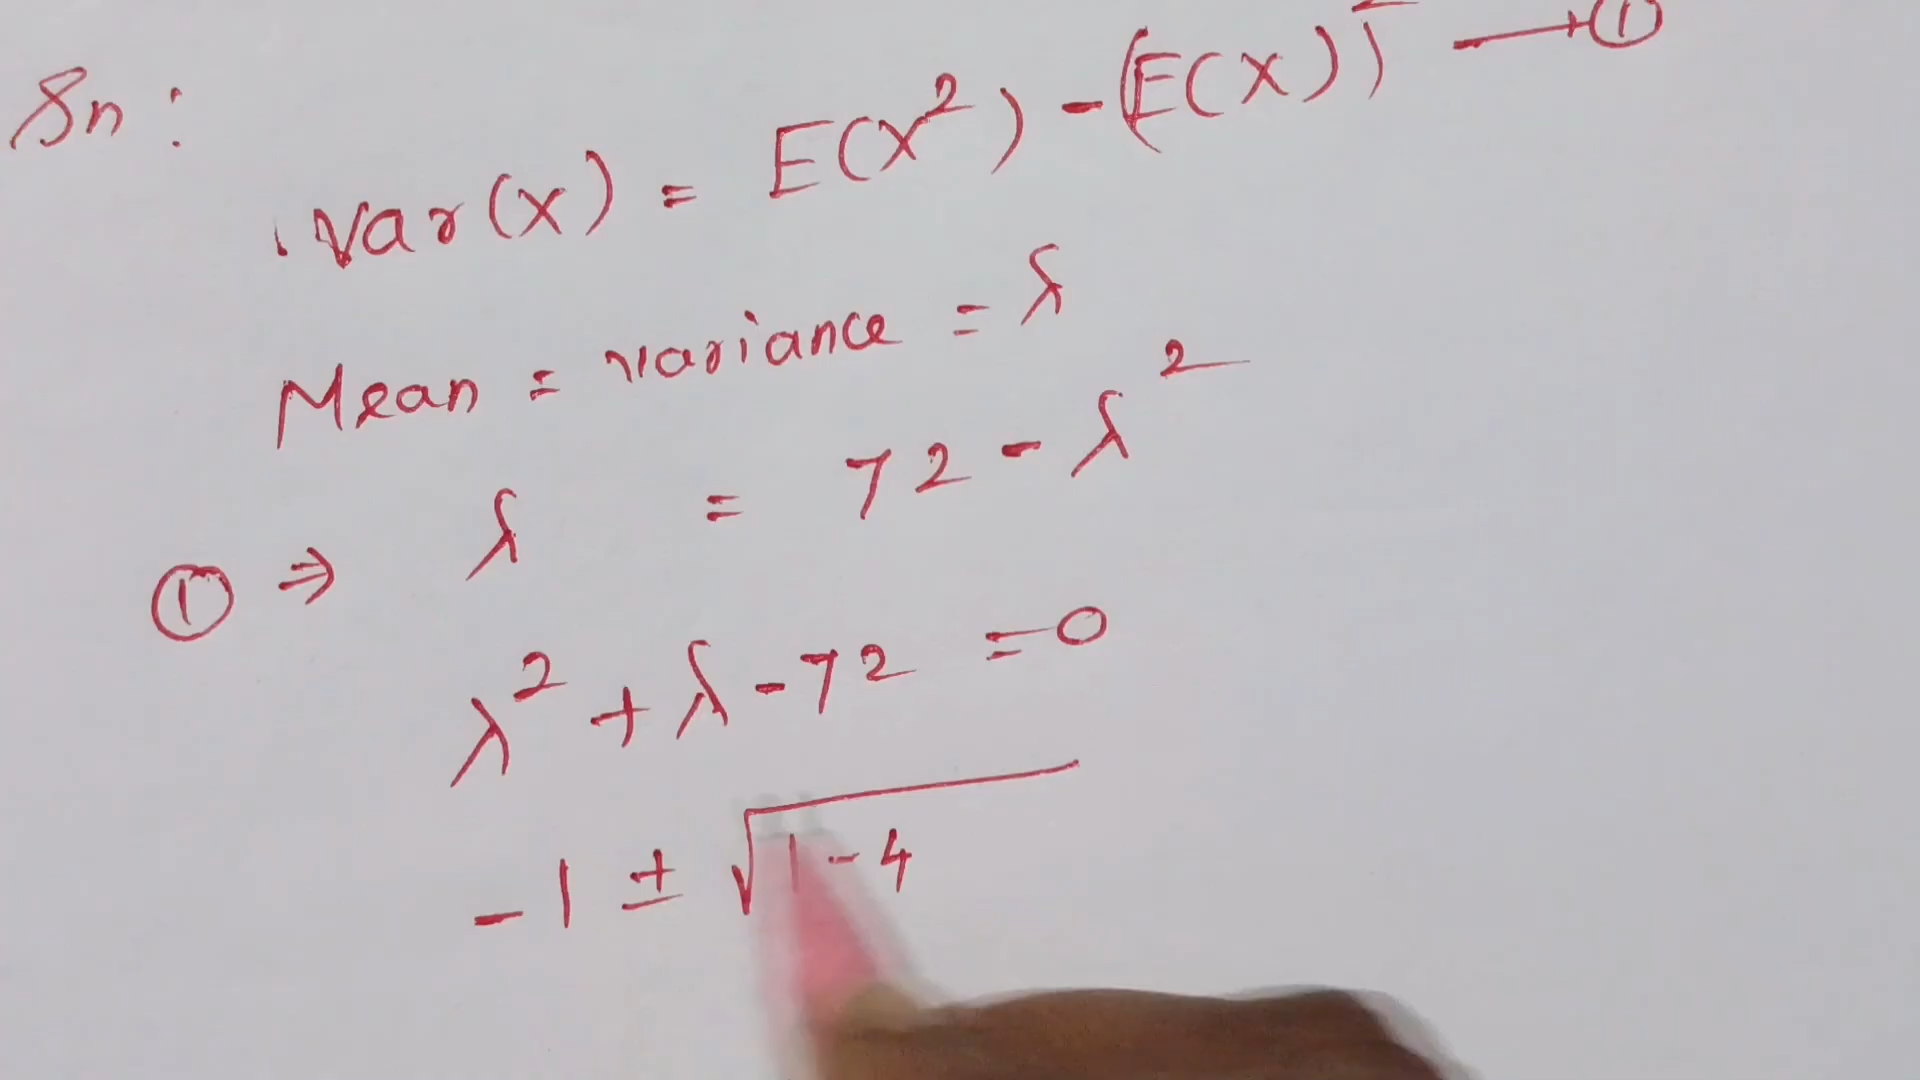 Sn :
Var(x) = E(X²) - (E(X))² → ①
Mean = variance = λ
① ⇒ λ = 72 - λ²
λ² + λ - 72 = 0
-1 ± √1-4